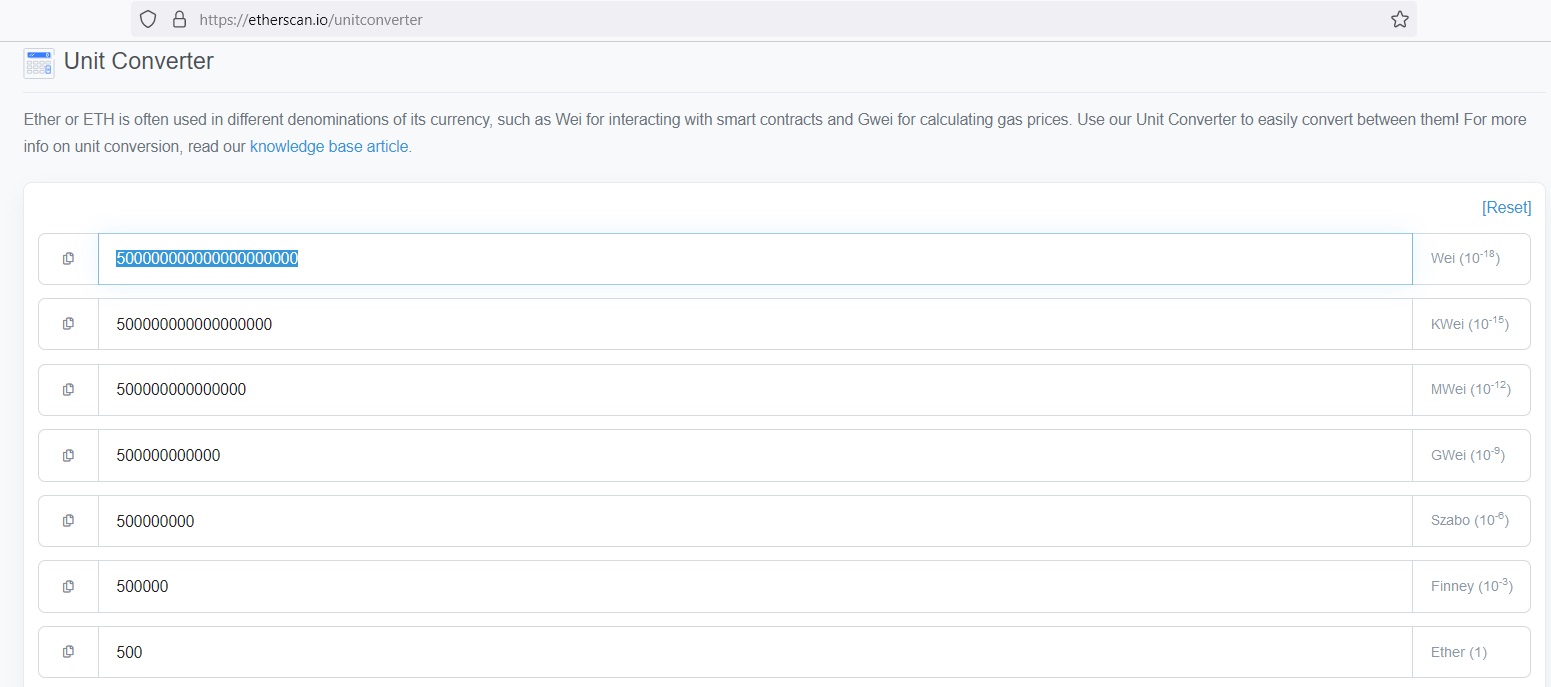 https://etherscan.io/unitconverter
Unit Converter
Ether or ETH is often used in different denominations of its currency, such as Wei for interacting with smart contracts and Gwei for calculating gas prices. Use our Unit Converter to easily convert between them! For more
info on unit conversion, read our knowledge base article.
[Reset]
500000000000000000000 Wei (10-18)
500000000000000000 KWei (10-15)
500000000000000 MWei (10-12)
500000000000 GWei (10-9)
500000000 Szabo (10-6)
500000 Finney (10-3)
500 Ether (1)